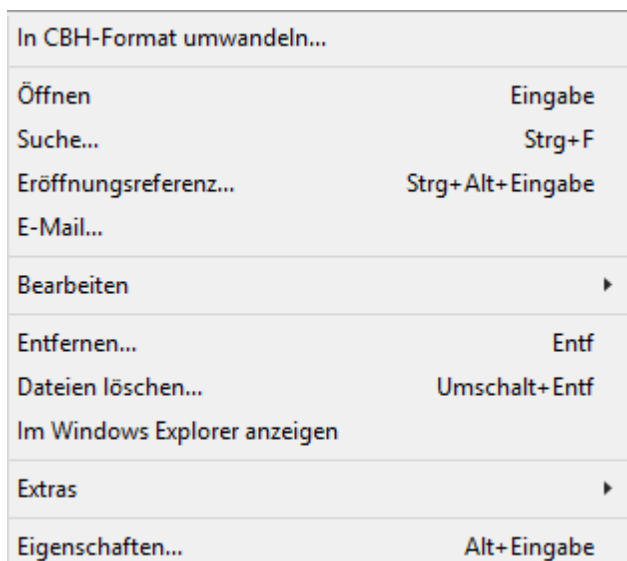 In CBH-Format umwandeln...
Öffnen Eingabe
Suche... Strg+F
Eröffnungsreferenz... Strg+Alt+Eingabe
E-Mail...
Bearbeiten
Entfernen... Entf
Dateien löschen... Umschalt+Entf
Im Windows Explorer anzeigen
Extras
Eigenschaften... Alt+Eingabe